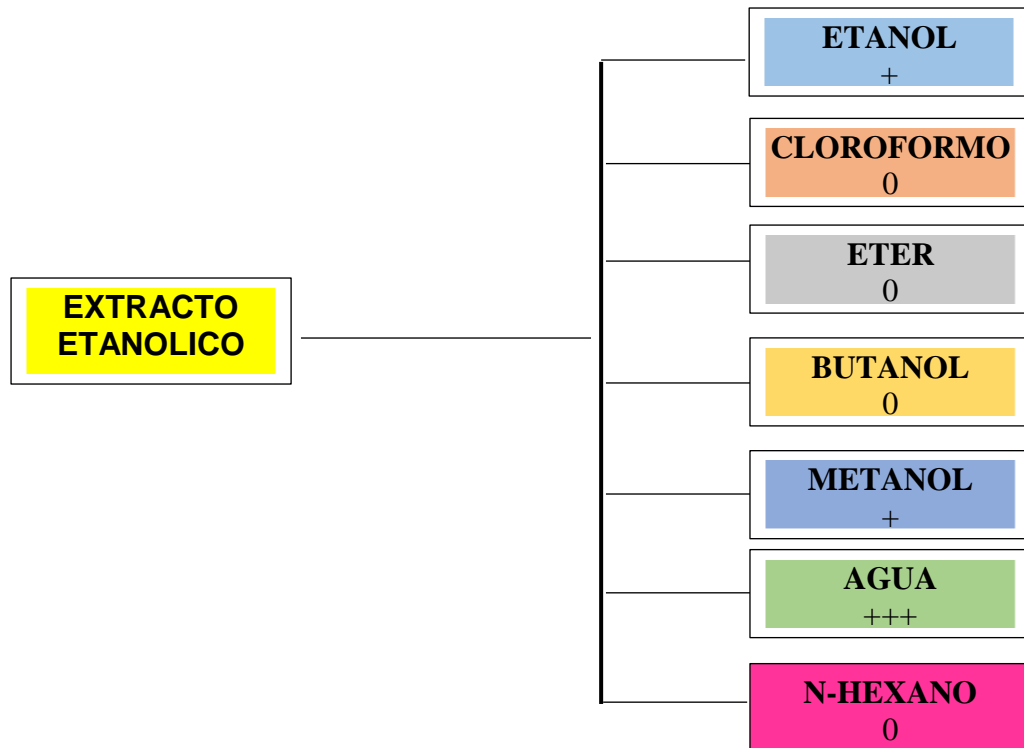 EXTRACTO
ETANOLICO
ETANOL
+
CLOROFORMO
0
ETER
0
BUTANOL
0
METANOL
+
AGUA
+++
N-HEXANO
0